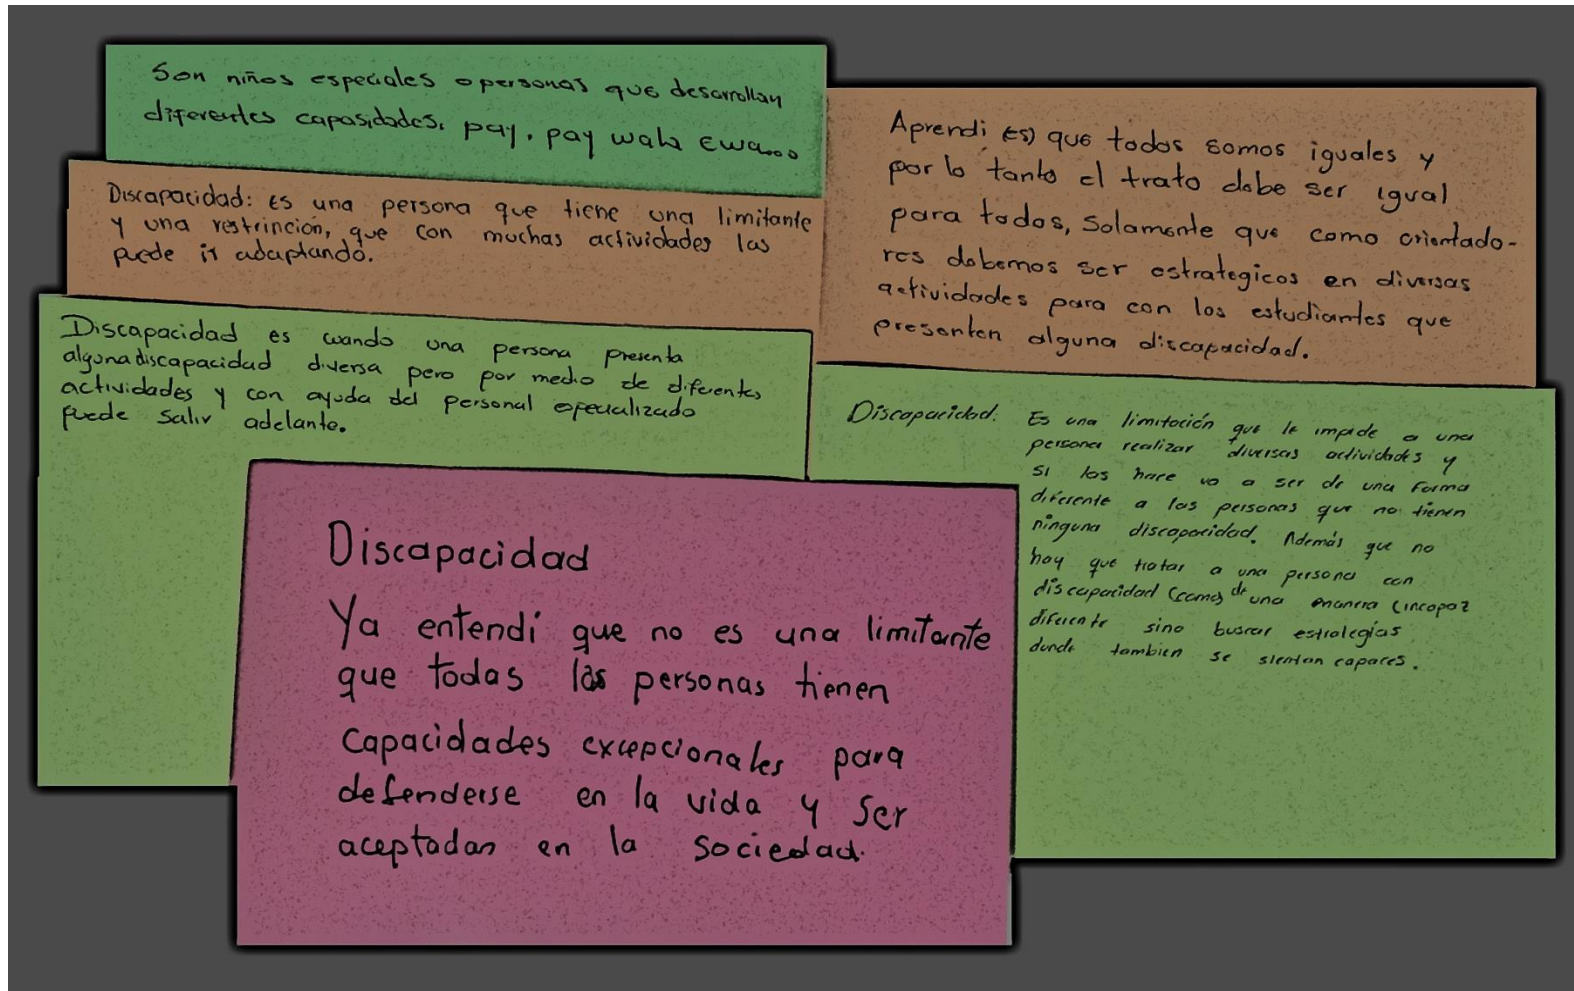 Son niños especiales o personas que desarrollan
diferentes capasidades. pay, pay wala ewa...
Discapacidad: Es una persona que tiene una limitante
y una restrinción, que con muchas actividades las
puede ir adaptando.
Discapacidad es cuando una persona presenta
alguna discapacidad diversa pero por medio de diferentes
actividades y con ayuda del personal especializado
puede salir adelante.
Aprendi (es) que todos somos iguales y
por lo tanto el trato debe ser igual
para todos, Solamente que como orientado-
res debemos ser estrategicos en diversas
actividades para con los estudiantes que
presenten alguna discapacidad.
Discapacidad: Es una limitación que le impide a una
persona realizar diversas actividades y
si las hace va a ser de una forma
diferente a las personas que no tienen
ninguna discapacidad. Además que no
hay que tratar a una persona con
discapacidad (como) de una manera (incapaz
diferente sino buscar estrategias
donde tambien se sientan capaces.
Discapacidad
Ya entendí que no es una limitante
que todas las personas tienen
capacidades excepcionales para
defenderse en la vida y ser
aceptadas en la sociedad.